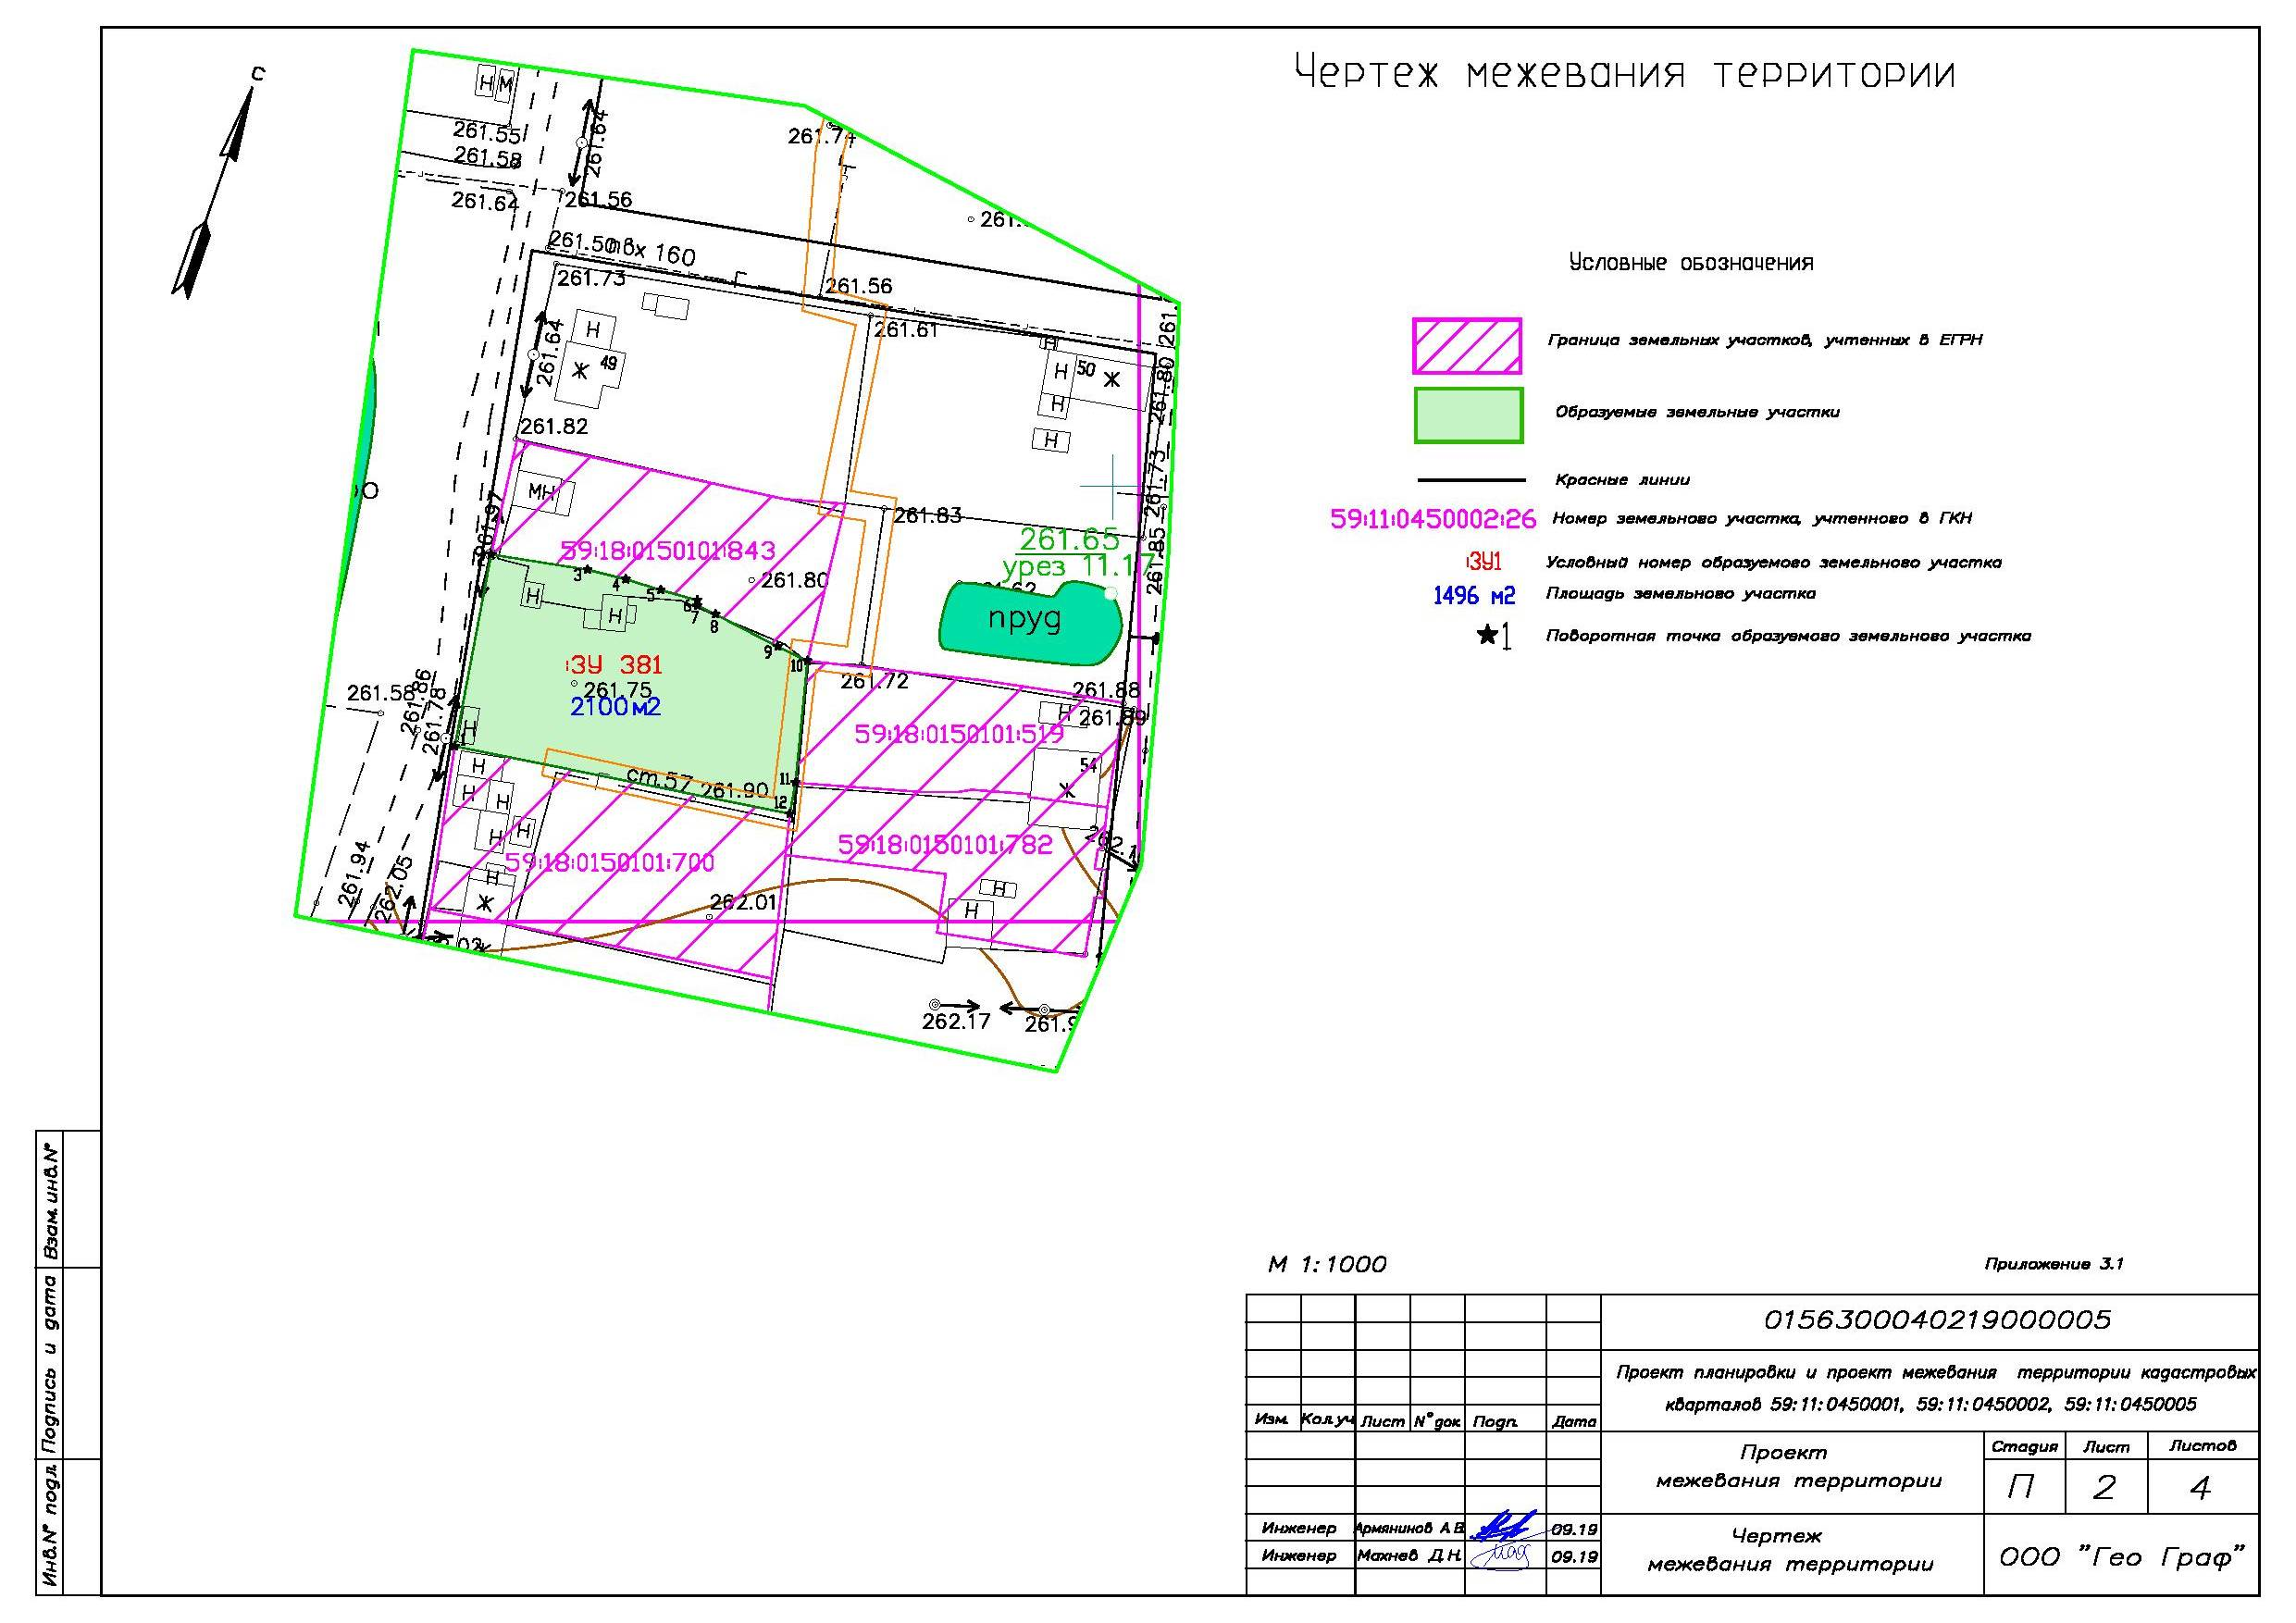 Чертеж межевания территории
С
Условные обозначения
Граница земельных участков, учтенных в ЕГРН
Образуемые земельные участки
Красные линии
59:11:0450002:26 Номер земельного участка, учтенного в ГКН
:ЗУ1 Условный номер образуемого земельного участка
1496 м2 Площадь земельного участка
1 Поворотная точка образуемого земельного участка
Н М
261.55
261.58
261.64
261.64
261.56
261.50 пвх 160
Г
261.73
261.56
261.61
261.64
Н
Ж 49
Н
Н 50 Ж
Н
Н
261.80
261.82
261.73
МН
261.97
261.83
261.85
59:18:0150101:843
261.65
урез 11.17
261.80
пруд
2
3
4
5
6
7
8
9
10
Н
Н
:ЗУ 381
261.75
2100м2
261.58
261.86
261.78
261.72
261.88
261.89
Н
Н
1
59:18:0150101:519
54
Ж
ст.57 261.90
11
12
Н
Н Н
Н Н
59:18:0150101:782
59:18:0150101:700
Н
Ж
261.94
262.05
262.01
Н
Н
262.17
М 1:1000
Приложение 3.1
0156300040219000005
Проект планировки и проект межевания территории кадастровых
кварталов 59:11:0450001, 59:11:0450002, 59:11:0450005
Изм. Кол.уч Лист N° док. Подп. Дата
Проект
межевания территории
Стадия Лист Листов
П 2 4
Инженер Армянинов А.В. 09.19
Инженер Махнев Д.Н. 09.19
Чертеж
межевания территории
ООО "Гео Граф"
Взам. инв.N°
Подпись и дата
Инв.N° подл.